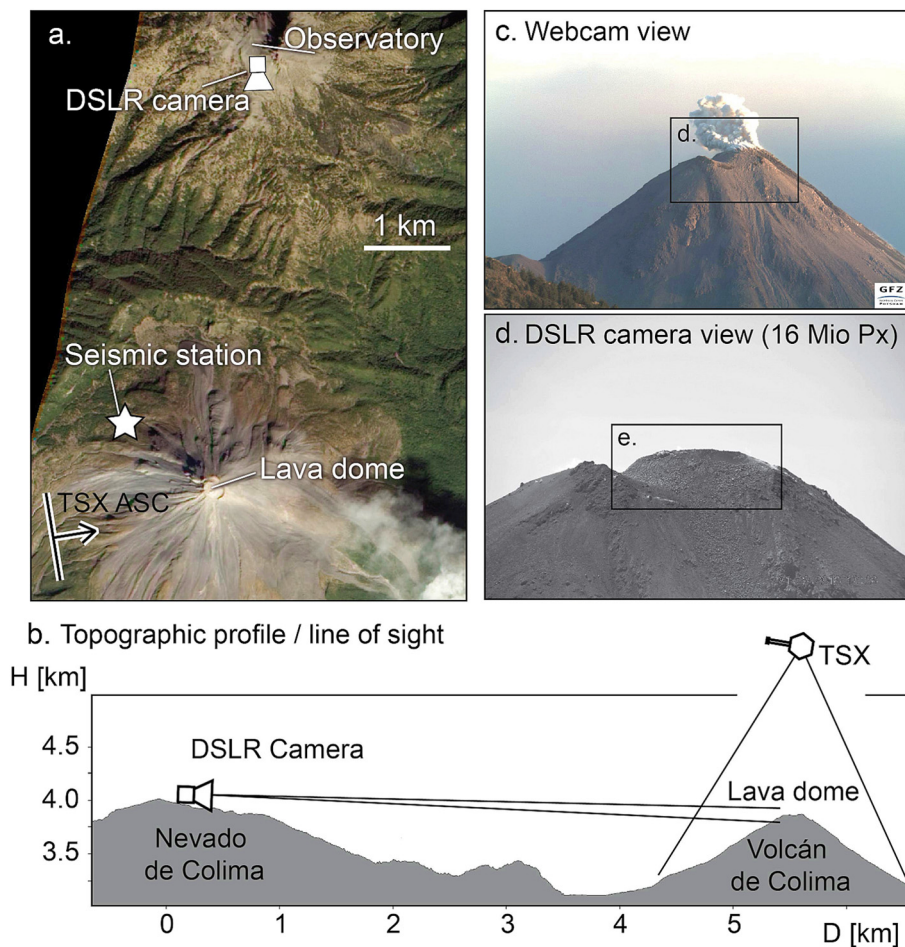 a.
Observatory
DSLR camera
1 km
Seismic station
Lava dome
TSX ASC
c. Webcam view
d.
GFZ
d. DSLR camera view (16 Mio Px)
e.
b. Topographic profile / line of sight
H [km]
TSX
4.5
4.0
3.5
DSLR Camera
Lava dome
Nevado
de Colima
Volcán
de Colima
0 1 2 3 4 5
D [km]